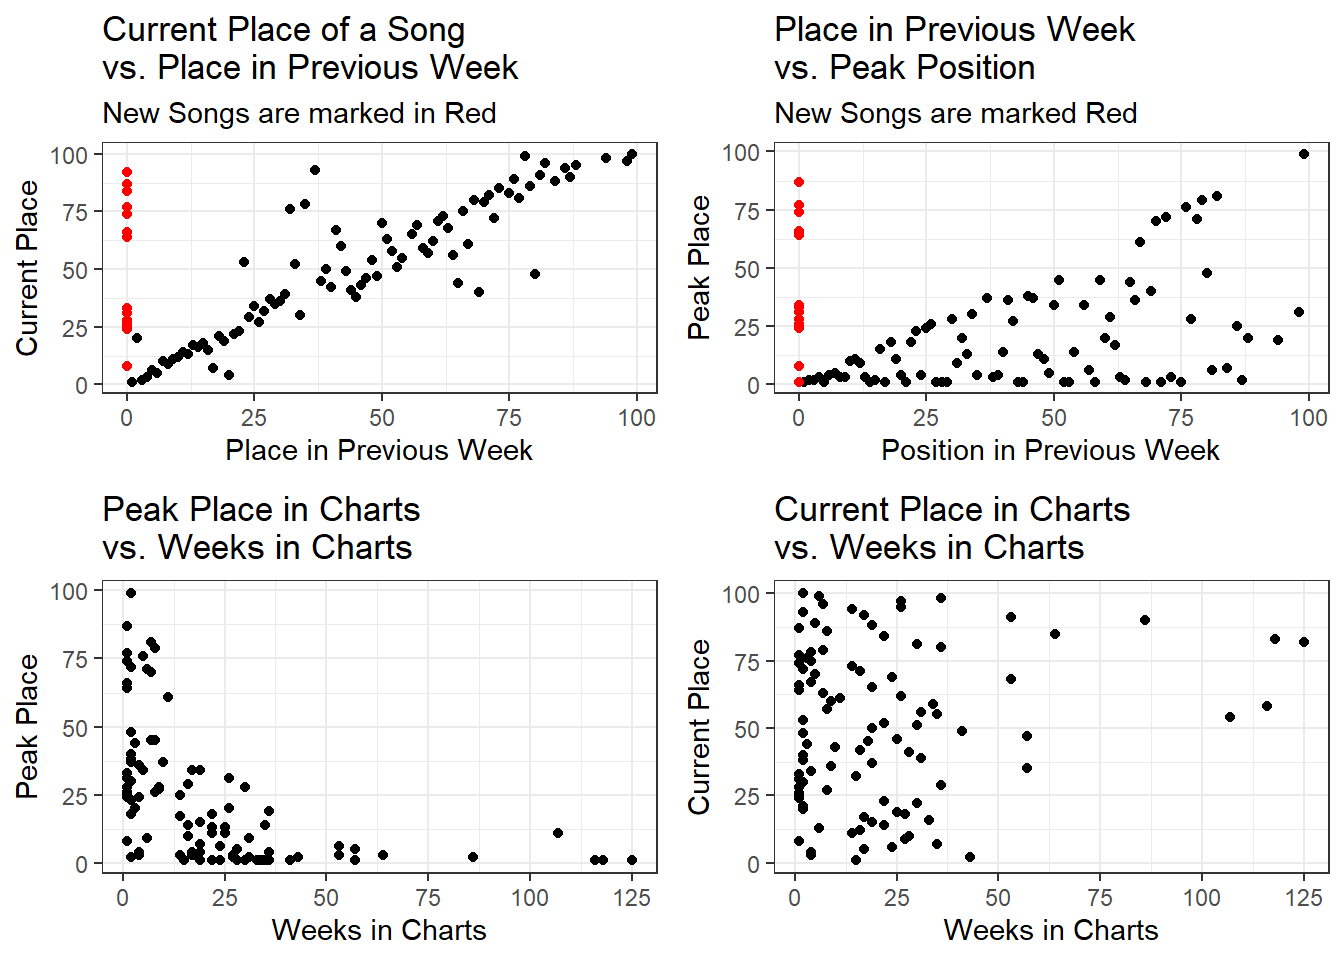 Current Place of a Song
vs. Place in Previous Week
New Songs are marked in Red
100
75
50
25
0
Current Place
0 25 50 75 100
Place in Previous Week
Place in Previous Week
vs. Peak Position
New Songs are marked Red
100
75
50
25
0
Peak Place
0 25 50 75 100
Position in Previous Week
Peak Place in Charts
vs. Weeks in Charts
100
75
50
25
0
Peak Place
0 25 50 75 100 125
Weeks in Charts
Current Place in Charts
vs. Weeks in Charts
100
75
50
25
0
Current Place
0 25 50 75 100 125
Weeks in Charts